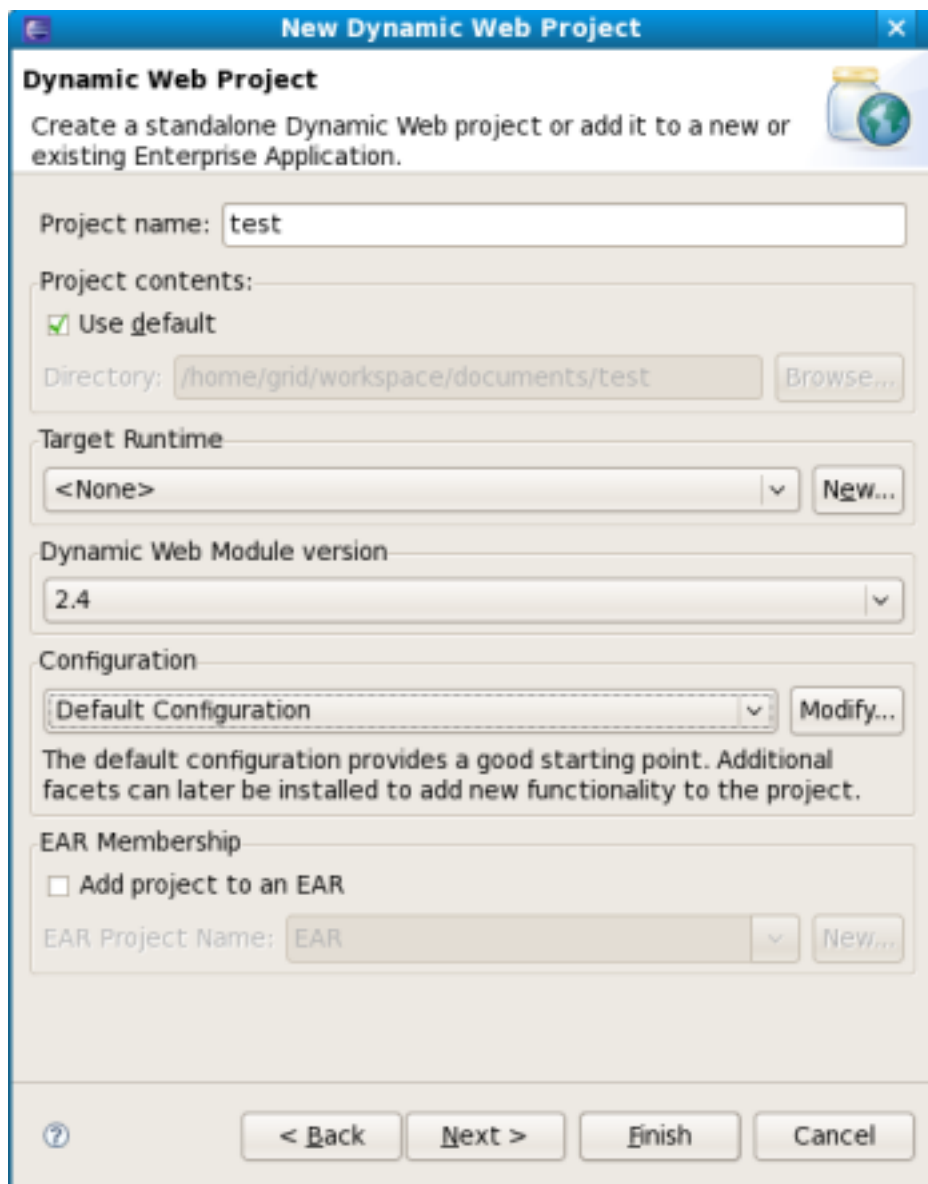 New Dynamic Web Project
Dynamic Web Project
Create a standalone Dynamic Web project or add it to a new or
existing Enterprise Application.
Project name: test
Project contents:
Use default
Directory: /home/grid/workspace/documents/test Browse...
Target Runtime
<None> New...
Dynamic Web Module version
2.4
Configuration
Default Configuration Modify...
The default configuration provides a good starting point. Additional
facets can later be installed to add new functionality to the project.
EAR Membership
Add project to an EAR
EAR Project Name: EAR New...
? < Back Next > Finish Cancel